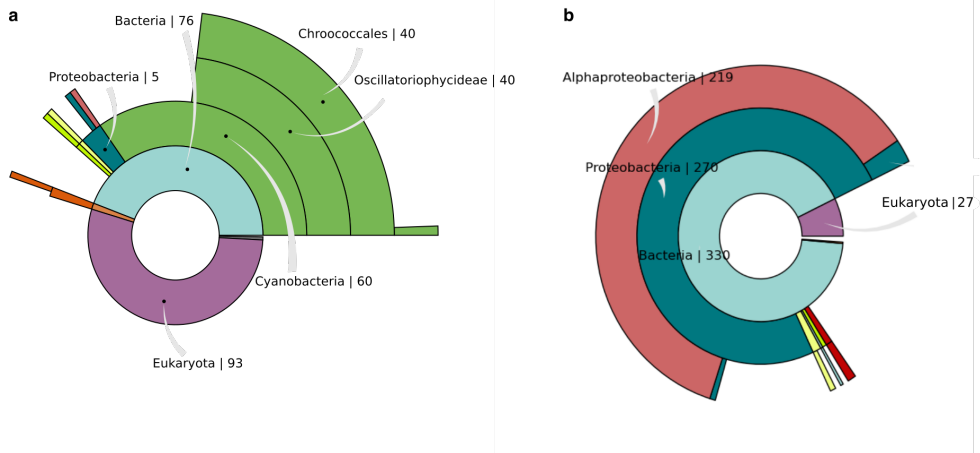 a
Bacteria | 76
Chroococcales | 40
Proteobacteria | 5
Oscillatoriophycideae | 40
Cyanobacteria | 60
Eukaryota | 93
b
Alphaproteobacteria | 219
Proteobacteria | 270
Eukaryota | 27
Bacteria | 330